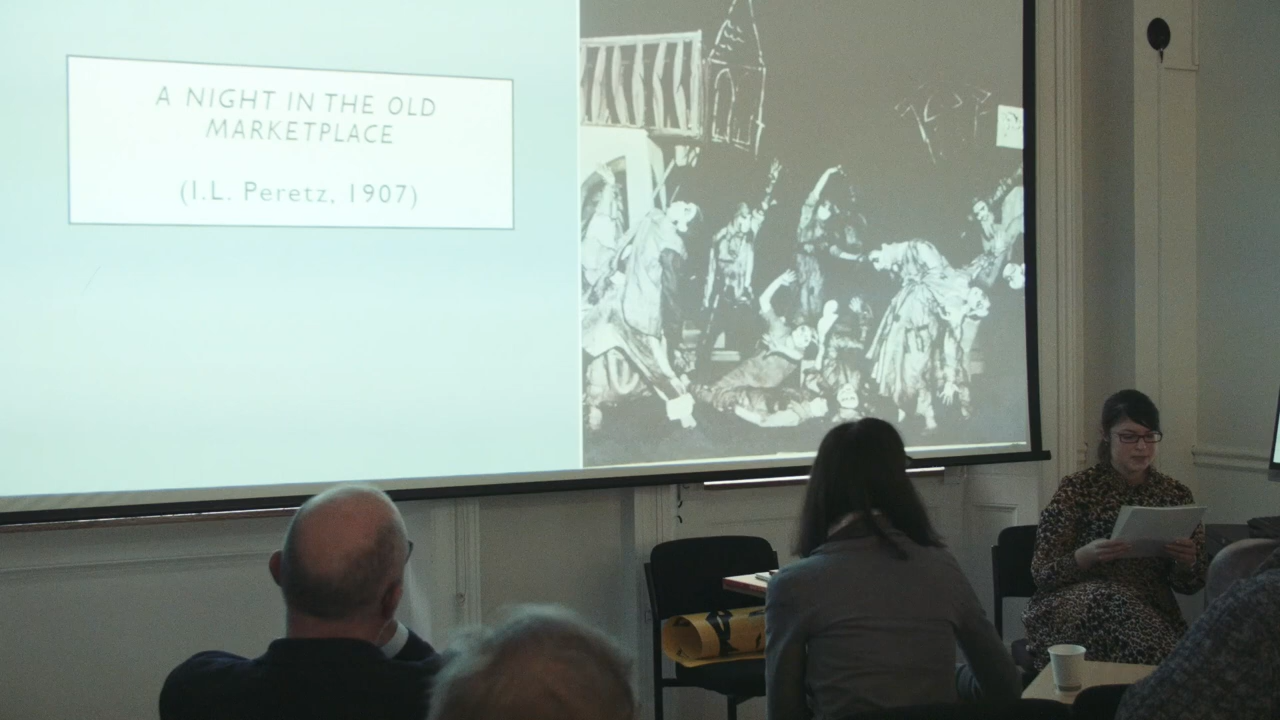 A NIGHT IN THE OLD
MARKETPLACE
(I.L. Peretz, 1907)